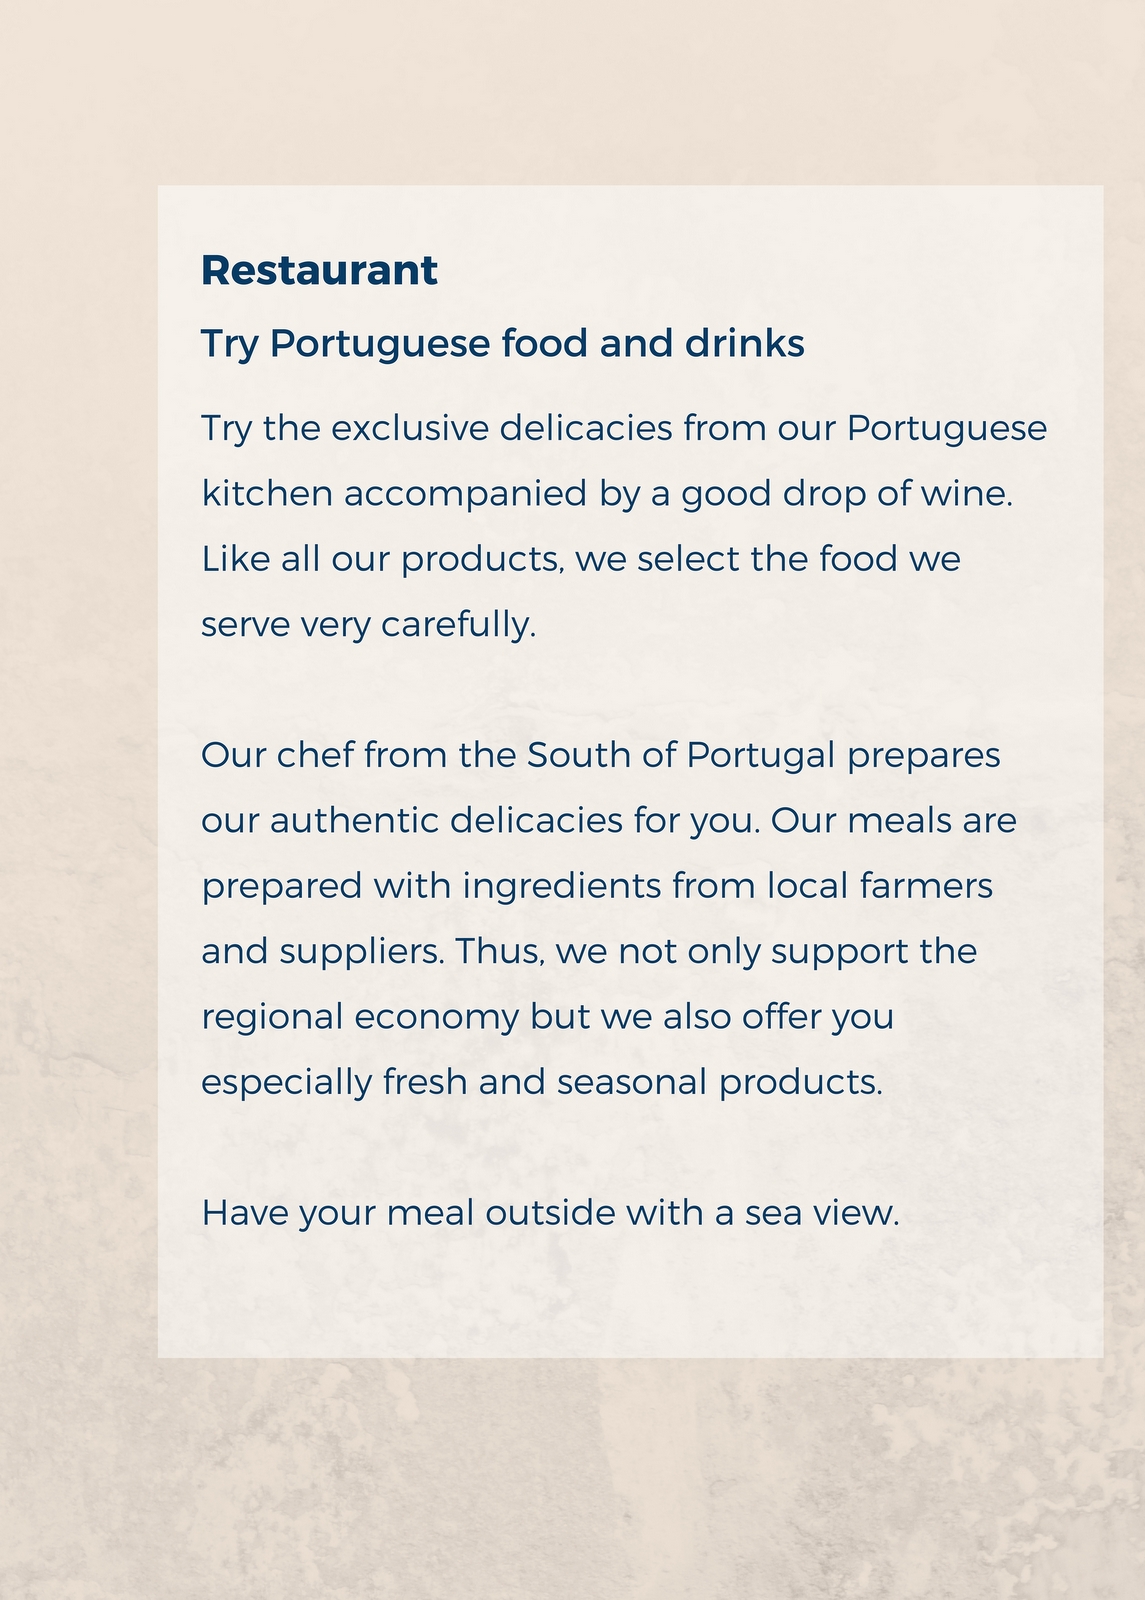 Restaurant
Try Portuguese food and drinks
Try the exclusive delicacies from our Portuguese
kitchen accompanied by a good drop of wine.
Like all our products, we select the food we
serve very carefully.
Our chef from the South of Portugal prepares
our authentic delicacies for you. Our meals are
prepared with ingredients from local farmers
and suppliers. Thus, we not only support the
regional economy but we also offer you
especially fresh and seasonal products.
Have your meal outside with a sea view.